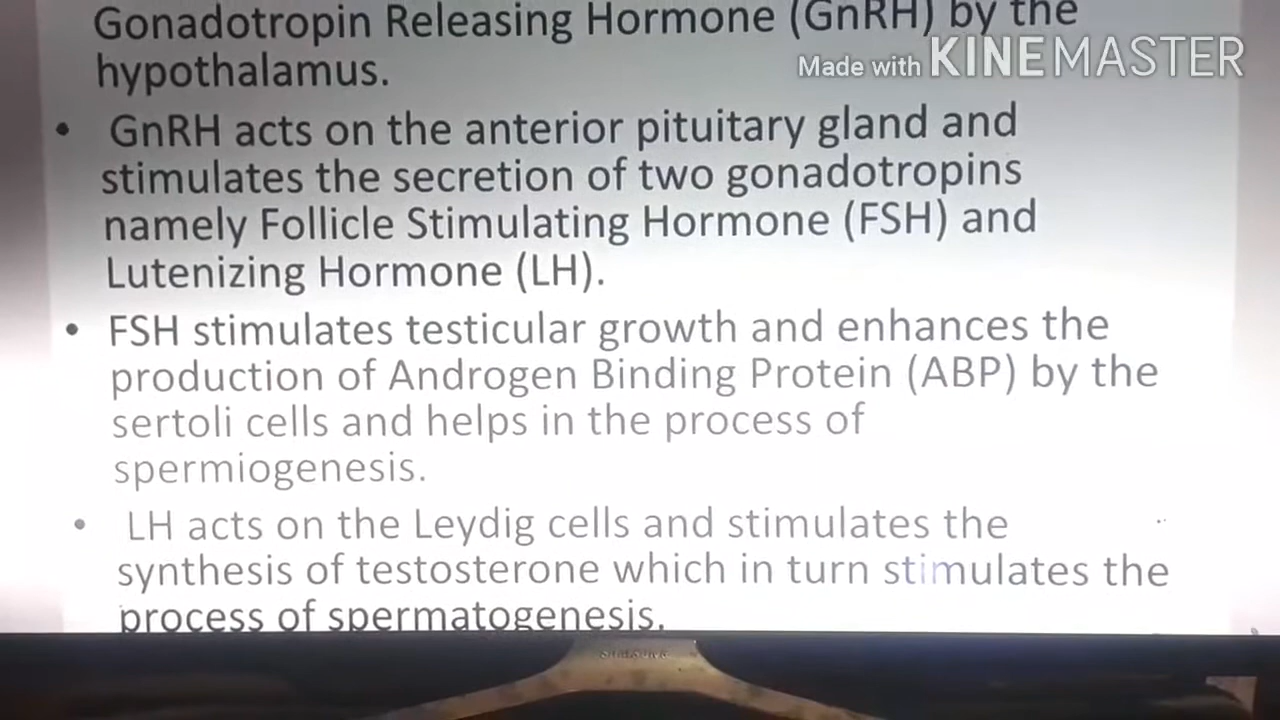 Gonadotropin Releasing Hormone (GnRH) by the
Made with KINEMASTER
hypothalamus.
• GnRH acts on the anterior pituitary gland and
stimulates the secretion of two gonadotropins
namely Follicle Stimulating Hormone (FSH) and
Lutenizing Hormone (LH).
• FSH stimulates testicular growth and enhances the
production of Androgen Binding Protein (ABP) by the
sertoli cells and helps in the process of
spermiogenesis.
• LH acts on the Leydig cells and stimulates the
synthesis of testosterone which in turn stimulates the
process of spermatogenesis.